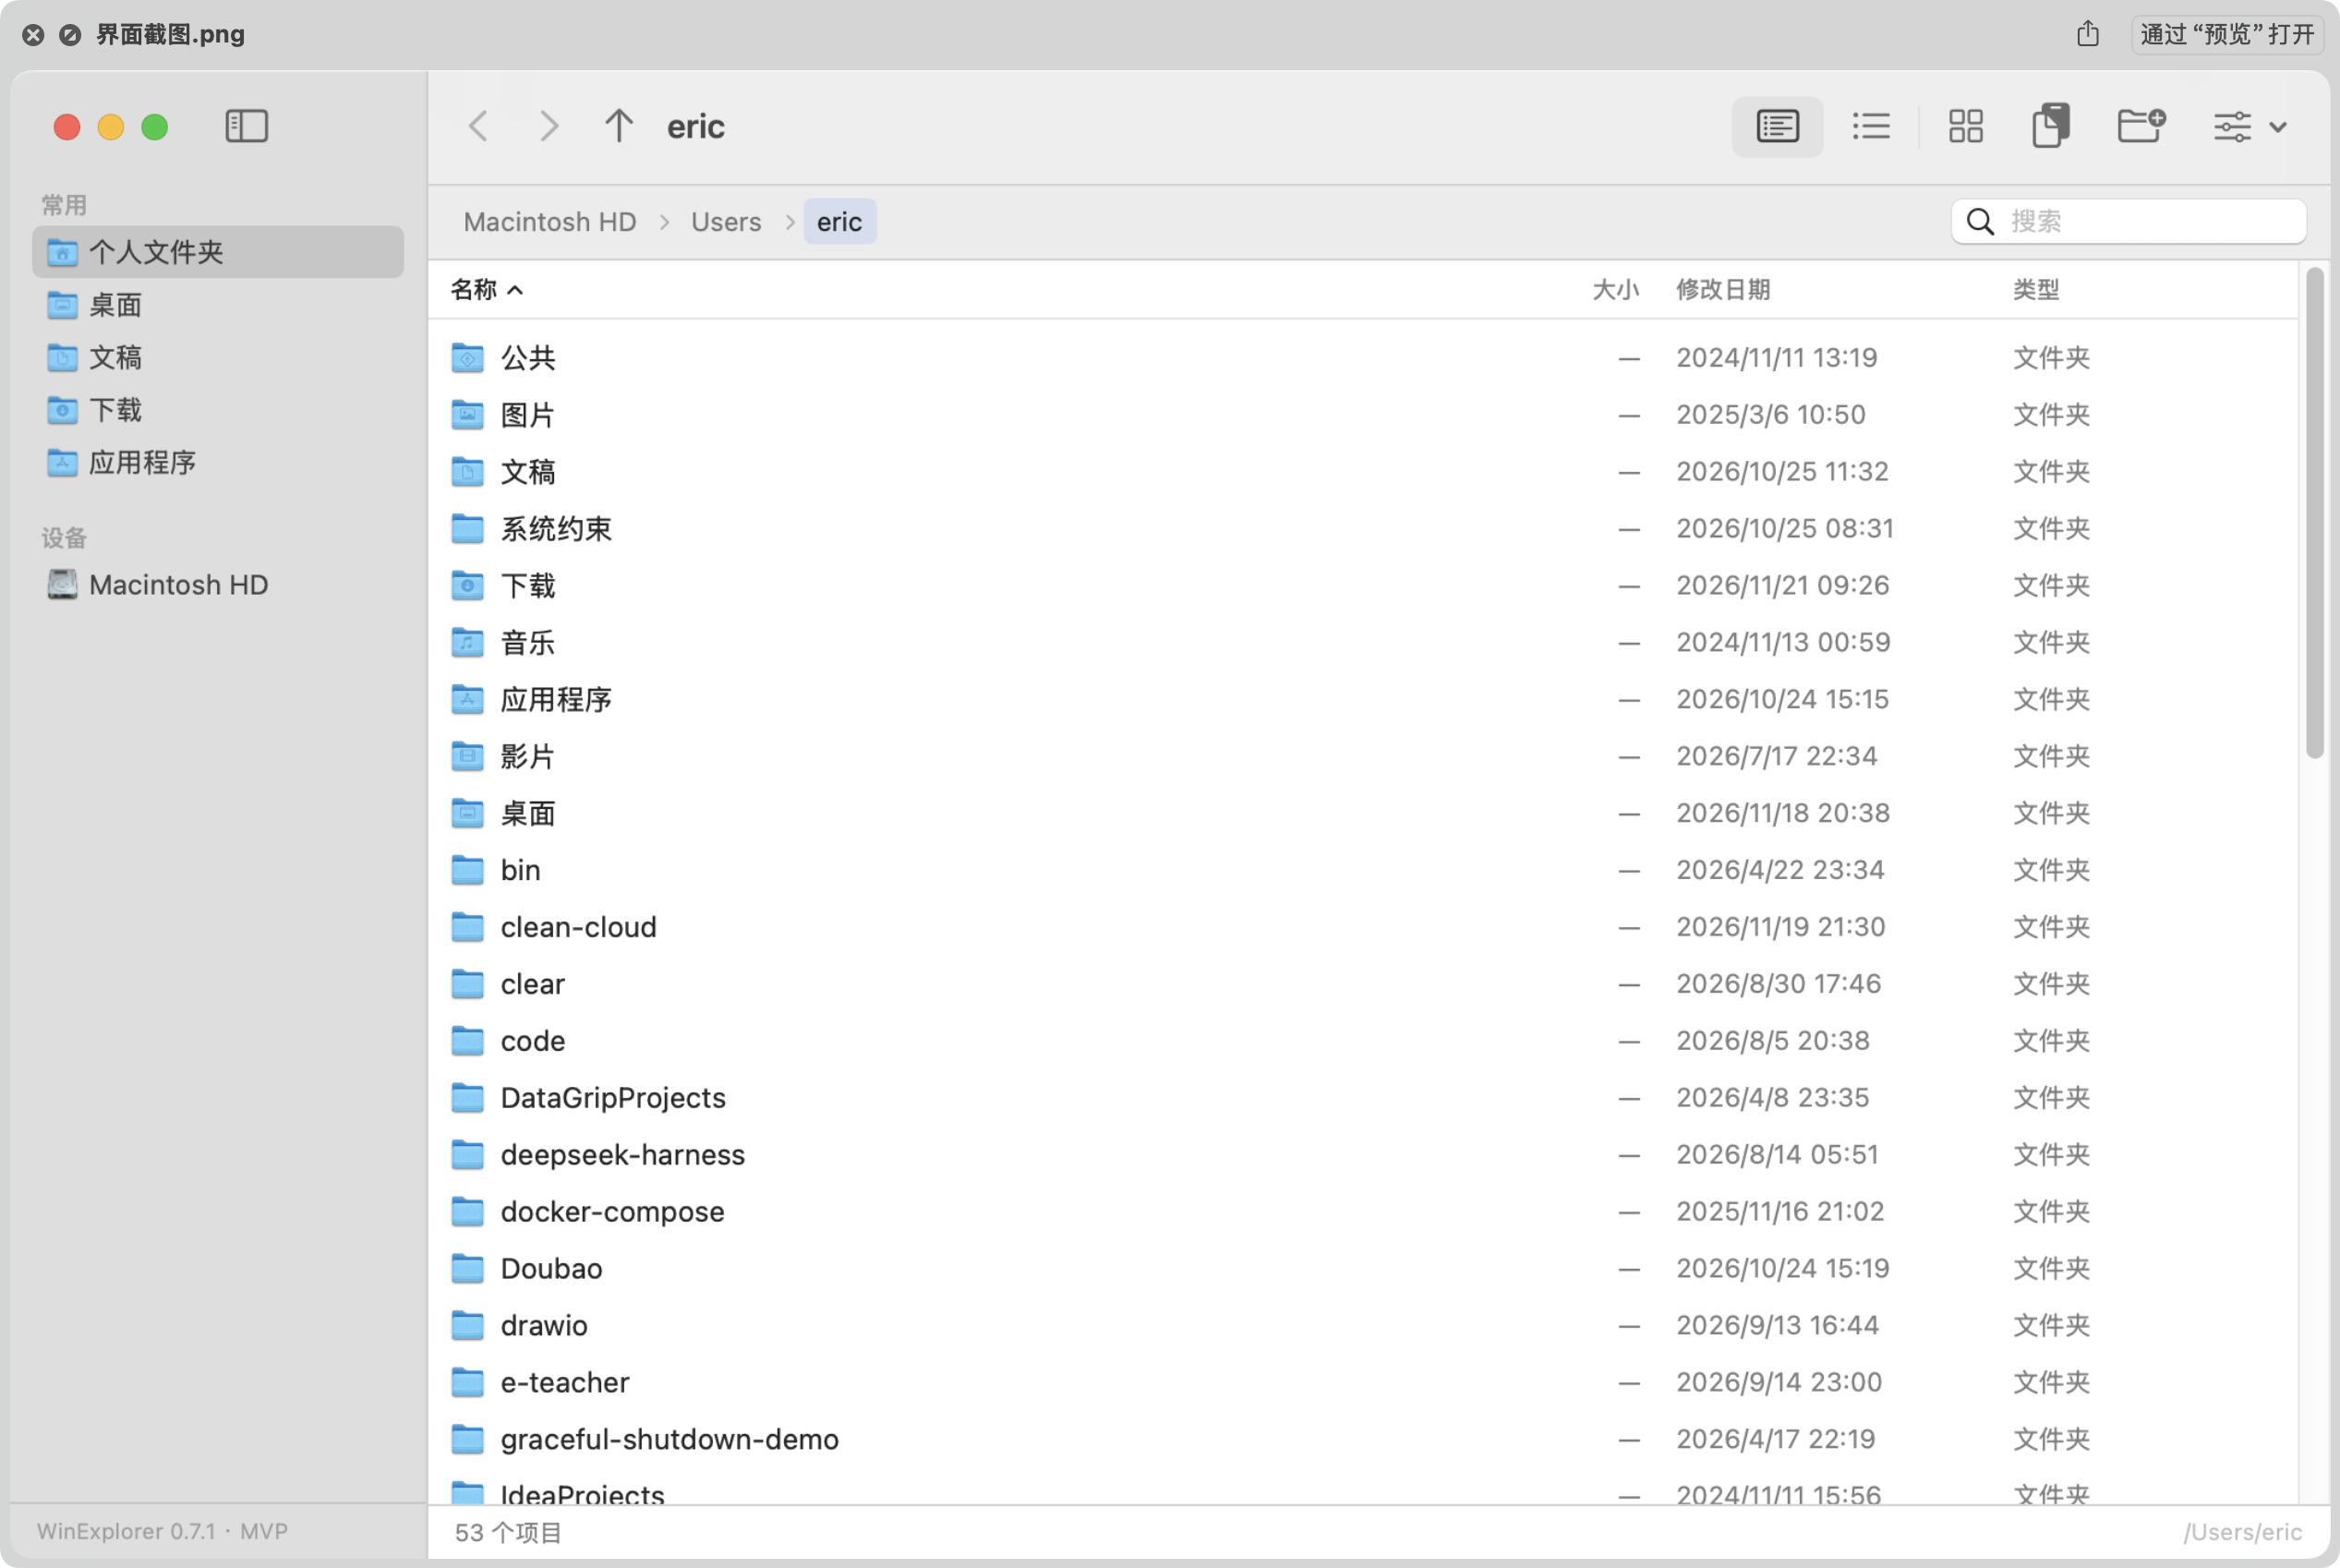 界面截图.png 通过“预览”打开
eric
常用
个人文件夹
桌面
文稿
下载
应用程序
设备
Macintosh HD
WinExplorer 0.7.1 · MVP
Macintosh HD Users eric 搜索
名称 大小 修改日期 类型
公共 — 2024/11/11 13:19 文件夹
图片 — 2025/3/6 10:50 文件夹
文稿 — 2026/10/25 11:32 文件夹
系统约束 — 2026/10/25 08:31 文件夹
下载 — 2026/11/21 09:26 文件夹
音乐 — 2024/11/13 00:59 文件夹
应用程序 — 2026/10/24 15:15 文件夹
影片 — 2026/7/17 22:34 文件夹
桌面 — 2026/11/18 20:38 文件夹
bin — 2026/4/22 23:34 文件夹
clean-cloud — 2026/11/19 21:30 文件夹
clear — 2026/8/30 17:46 文件夹
code — 2026/8/5 20:38 文件夹
DataGripProjects — 2026/4/8 23:35 文件夹
deepseek-harness — 2026/8/14 05:51 文件夹
docker-compose — 2025/11/16 21:02 文件夹
Doubao — 2026/10/24 15:19 文件夹
drawio — 2026/9/13 16:44 文件夹
e-teacher — 2026/9/14 23:00 文件夹
graceful-shutdown-demo — 2026/4/17 22:19 文件夹
IdeaProjects — 2024/11/11 15:56 文件夹
53 个项目 /Users/eric